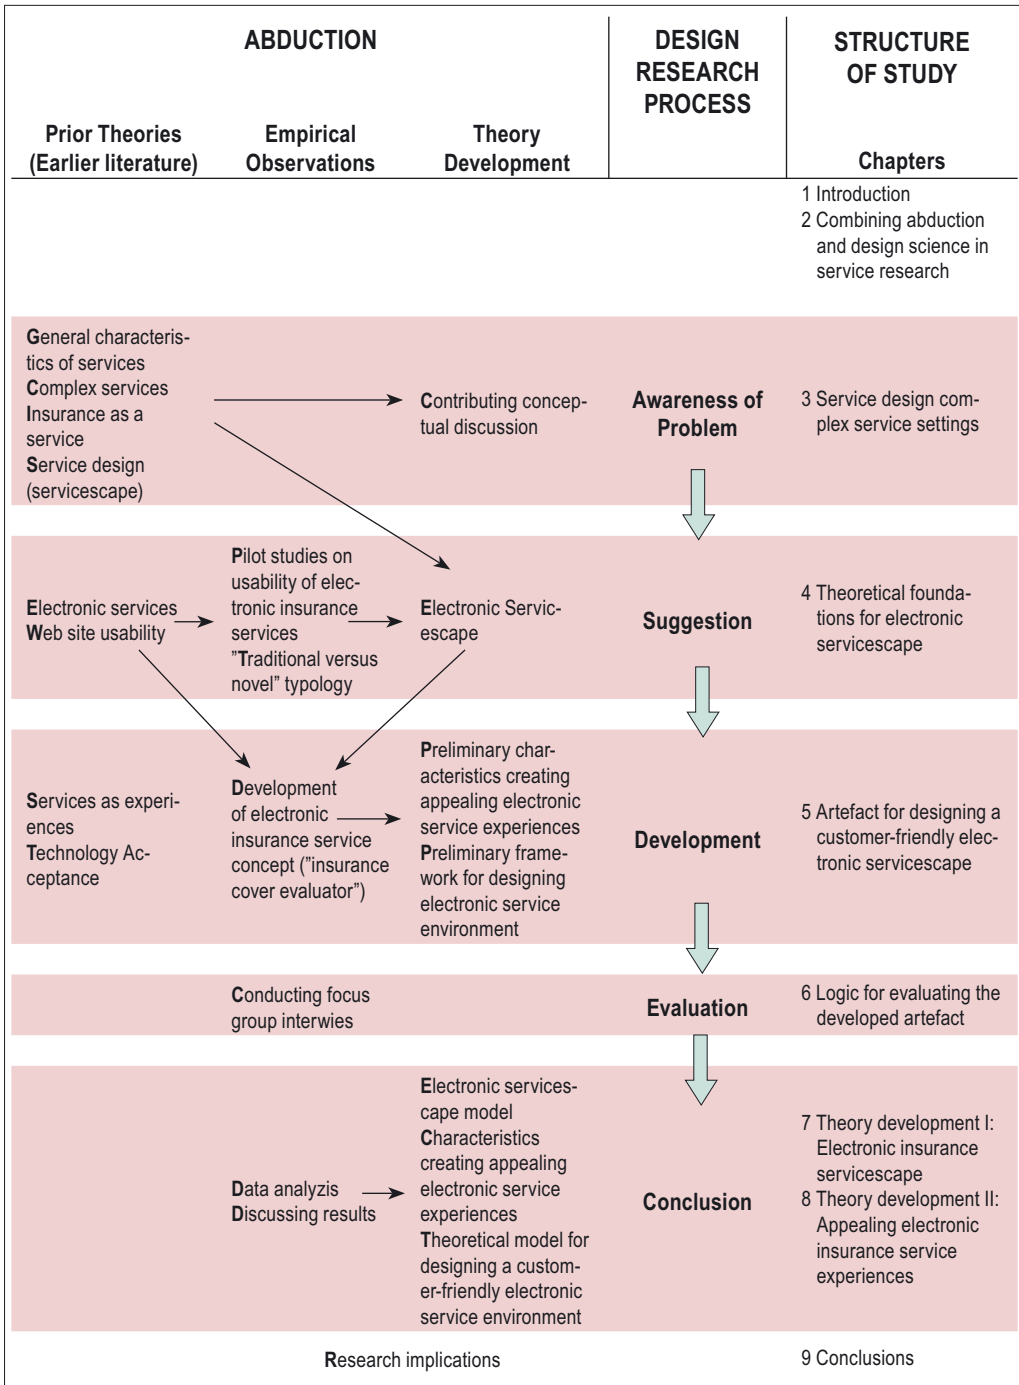 ABDUCTION
DESIGN
RESEARCH
PROCESS
STRUCTURE
OF STUDY
Prior Theories
(Earlier literature)
Empirical
Observations
Theory
Development
Chapters
1 Introduction
2 Combining abduction
and design science in
service research
General characteris-
tics of services
Complex services
Insurance as a
service
Service design
(servicescape)
Contributing concep-
tual discussion
Awareness of
Problem
3 Service design com-
plex service settings
Electronic services
Web site usability
Pilot studies on
usability of elec-
tronic insurance
services
"Traditional versus
novel" typology
Electronic Servic-
escape
Suggestion
4 Theoretical founda-
tions for electronic
servicescape
Services as experi-
ences
Technology Ac-
ceptance
Development
of electronic
insurance service
concept ("insurance
cover evaluator")
Preliminary char-
acteristics creating
appealing electronic
service experiences
Preliminary frame-
work for designing
electronic service
environment
Development
5 Artefact for designing a
customer-friendly elec-
tronic servicescape
Conducting focus
group interwies
Evaluation
6 Logic for evaluating the
developed artefact
Data analyzis
Discussing results
Electronic services-
cape model
Characteristics
creating appealing
electronic service
experiences
Theoretical model for
designing a custom-
er-friendly electronic
service environment
Conclusion
7 Theory development I:
Electronic insurance
servicescape
8 Theory development II:
Appealing electronic
insurance service
experiences
Research implications
9 Conclusions